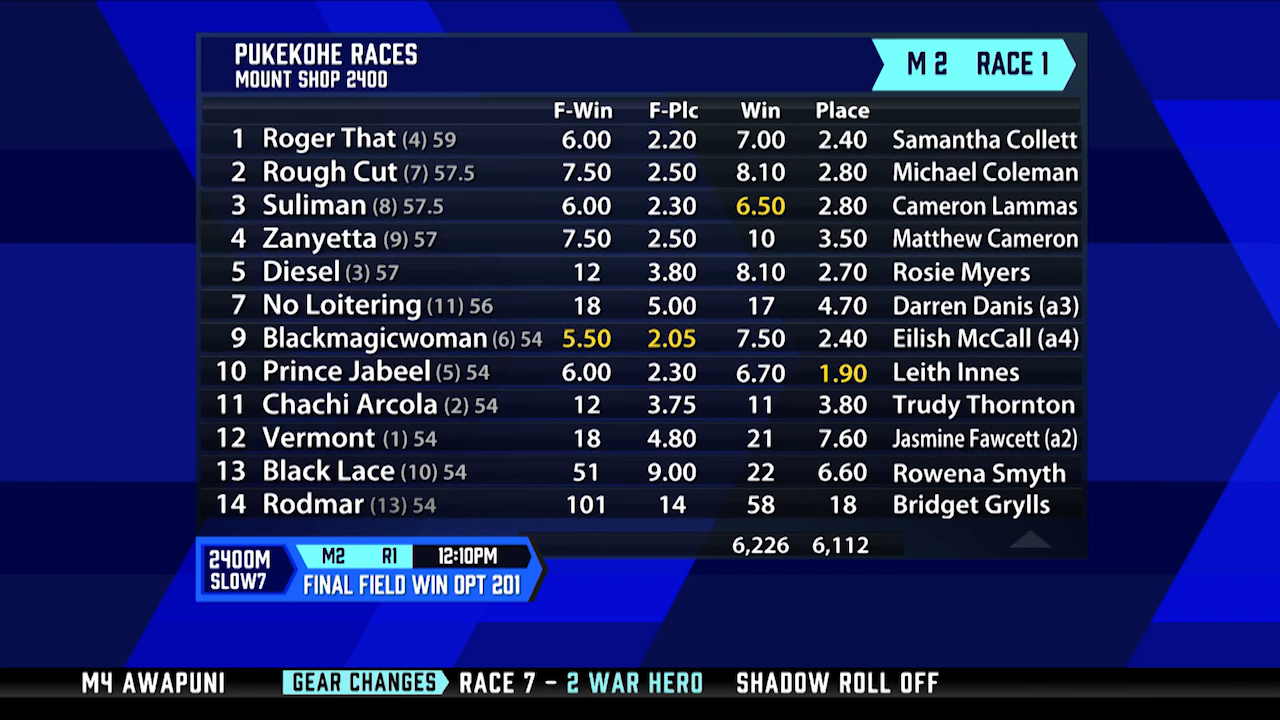 PUKEKOHE RACES
MOUNT SHOP 2400
M 2 RACE 1
F-Win F-Plc Win Place
1 Roger That (4) 59 6.00 2.20 7.00 2.40 Samantha Collett
2 Rough Cut (7) 57.5 7.50 2.50 8.10 2.80 Michael Coleman
3 Suliman (8) 57.5 6.00 2.30 6.50 2.80 Cameron Lammas
4 Zanyetta (9) 57 7.50 2.50 10 3.50 Matthew Cameron
5 Diesel (3) 57 12 3.80 8.10 2.70 Rosie Myers
7 No Loitering (11) 56 18 5.00 17 4.70 Darren Danis (a3)
9 Blackmagicwoman (6) 54 5.50 2.05 7.50 2.40 Eilish McCall (a4)
10 Prince Jabeel (5) 54 6.00 2.30 6.70 1.90 Leith Innes
11 Chachi Arcola (2) 54 12 3.75 11 3.80 Trudy Thornton
12 Vermont (1) 54 18 4.80 21 7.60 Jasmine Fawcett (a2)
13 Black Lace (10) 54 51 9.00 22 6.60 Rowena Smyth
14 Rodmar (13) 54 101 14 58 18 Bridget Grylls
6,226 6,112
2400M
SLOW7
M2 R1 12:10PM
FINAL FIELD WIN OPT 201
M4 AWAPUNI GEAR CHANGES RACE 7 - 2 WAR HERO SHADOW ROLL OFF